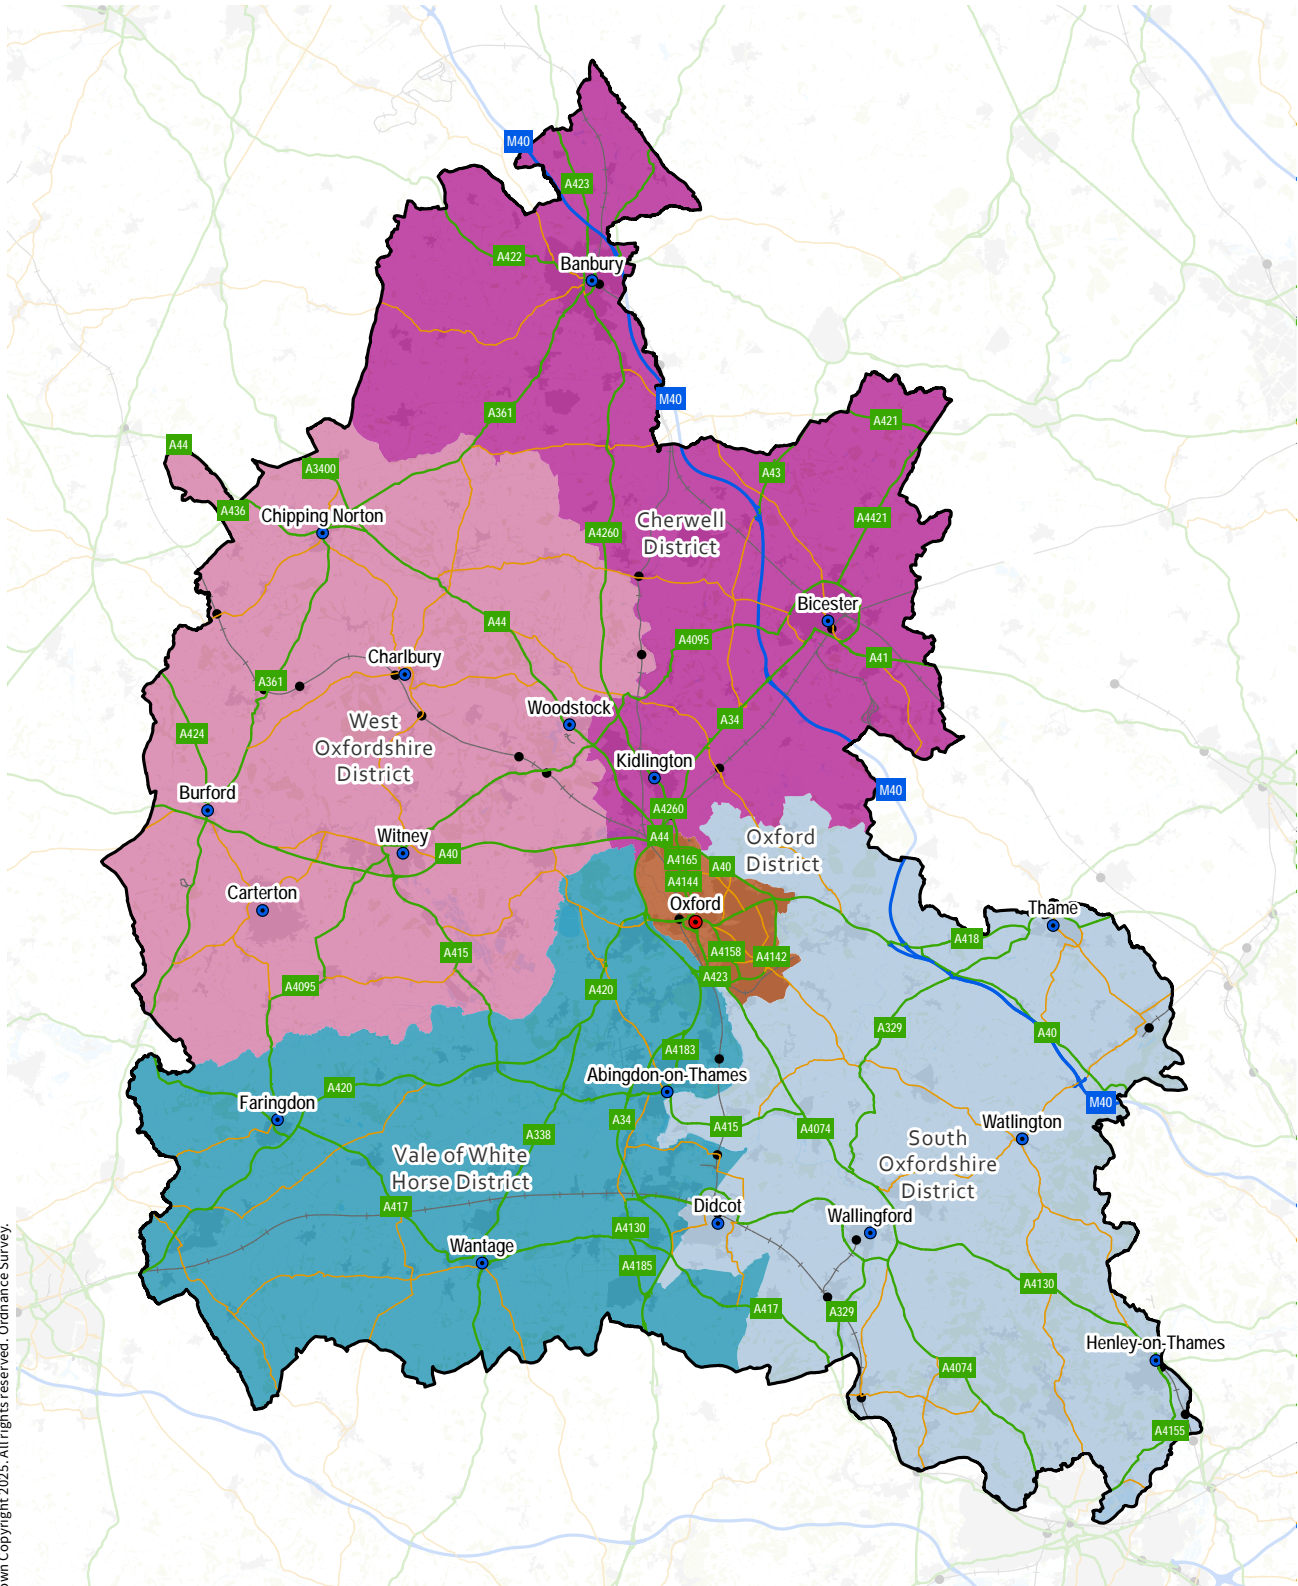 M40
A423
A422
Banbury
M40
A361
A421
A44
A3400
A43
A436
Chipping Norton
A4260
Cherwell
District
A4421
Bicester
A44
A4095
Charlbury
A41
A361
Woodstock
A34
A424
West
Oxfordshire
District
Kidlington
Burford
M40
A4260
Witney
A44
Oxford
District
A40
A4165
A40
A4144
Carterton
Oxford
Thame
A418
A415
A4158
A4142
A423
A4095
A420
A329
A40
A4183
Abingdon-on-Thames
A420
Faringdon
M40
A34
A415
A4074
Watlington
A338
Vale of White
Horse District
South
Oxfordshire
District
A417
Didcot
Wallingford
A4130
Wantage
A4185
A4130
A417
A329
Henley-on-Thames
A4074
A4155
Copyright 2025. All rights reserved. Ordnance Survey.